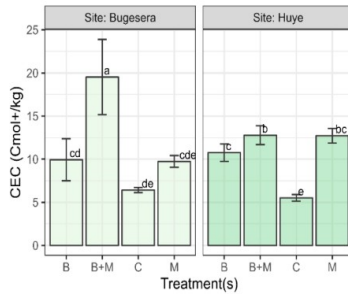 Site: Bugesera
Site: Huye
CEC (Cmol+/kg)
25
20
15
10
5
0
cd
a
de
cde
c
b
e
bc
B
B+M
C
M
B
B+M
C
M
Treatment(s)